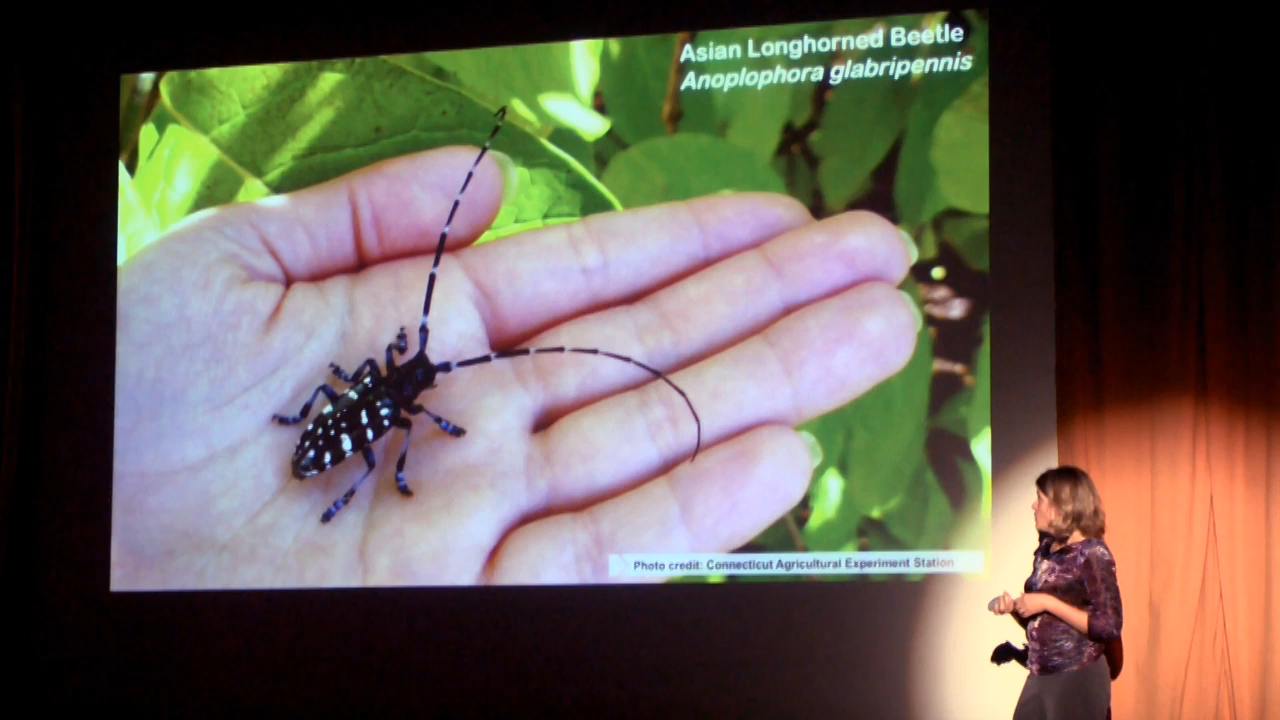 Asian Longhorned Beetle
Anoplophora glabripennis
Photo credit: Connecticut Agricultural Experiment Station